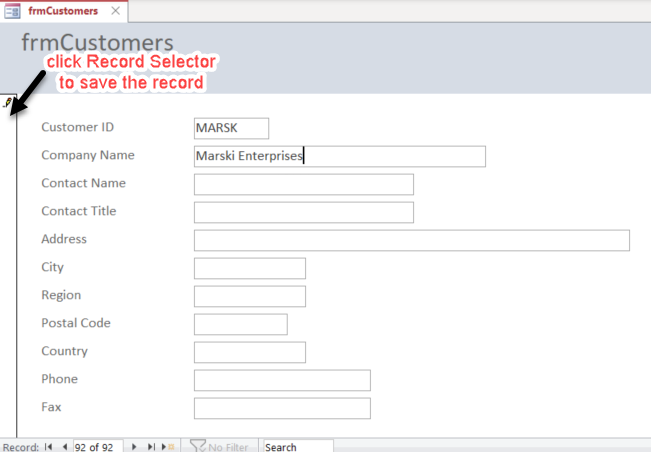 frmCustomers
frmCustomers
click Record Selector
to save the record
Customer ID MARSK
Company Name Marski Enterprises
Contact Name
Contact Title
Address
City
Region
Postal Code
Country
Phone
Fax
Record: 92 of 92 No Filter Search